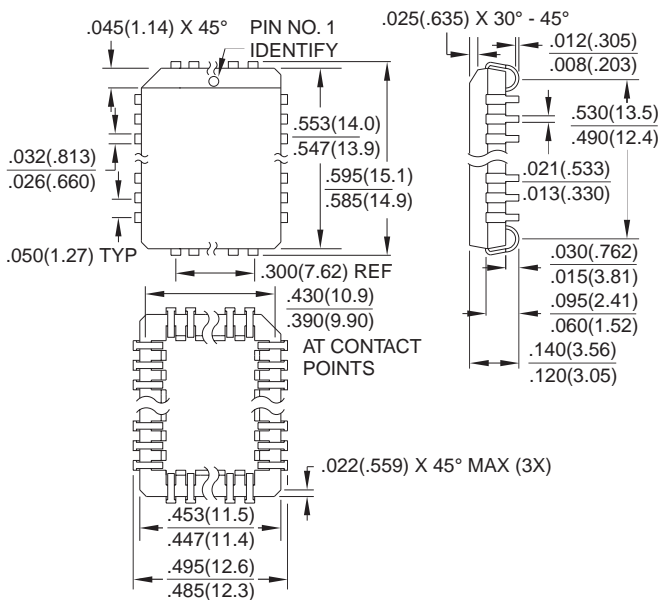 .045(1.14) X 45°
PIN NO. 1
IDENTIFY
.025(.635) X 30° - 45°
.012(.305)
.008(.203)
.553(14.0)
.547(13.9)
.530(13.5)
.490(12.4)
.032(.813)
.026(.660)
.595(15.1)
.585(14.9)
.021(.533)
.013(.330)
.050(1.27) TYP
.300(7.62) REF
.030(.762)
.015(3.81)
.430(10.9)
.390(9.90)
AT CONTACT
POINTS
.095(2.41)
.060(1.52)
.140(3.56)
.120(3.05)
.022(.559) X 45° MAX (3X)
.453(11.5)
.447(11.4)
.495(12.6)
.485(12.3)